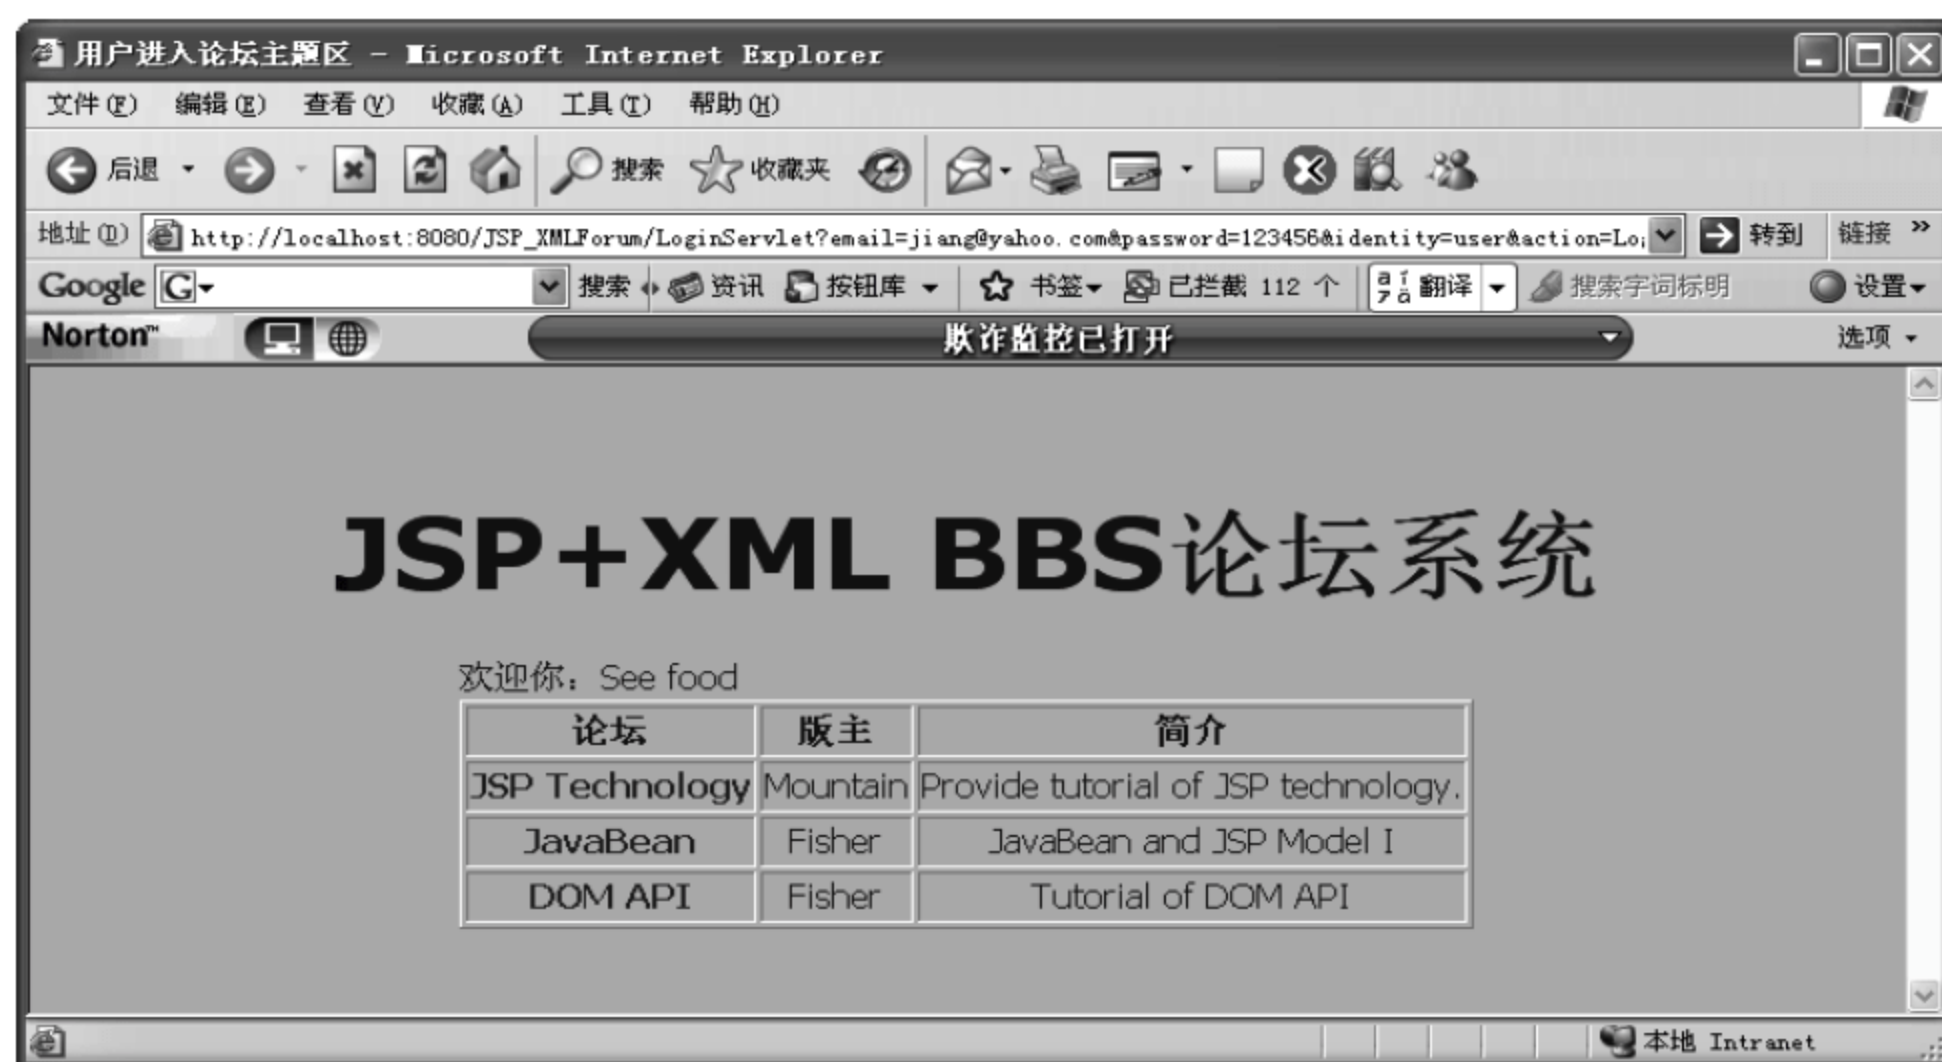 用户进入论坛主题区 - Microsoft Internet Explorer
文件(F) 编辑(E) 查看(V) 收藏(A) 工具(T) 帮助(H)
后退 搜索 收藏夹
地址(D) http://localhost:8080/JSP_XMLForum/LoginServlet?email=jiang@yahoo.com&password=123456&identity=user&action=Lo 转到 链接 »
Google G 搜索 资讯 按钮库 书签 已拦截 112 个 翻译 搜索字词标明 设置
Norton™ 欺诈监控已打开 选项
JSP+XML BBS论坛系统
欢迎你：See food
论坛 版主 简介
JSP Technology Mountain Provide tutorial of JSP technology.
JavaBean Fisher JavaBean and JSP Model I
DOM API Fisher Tutorial of DOM API
本地 Intranet